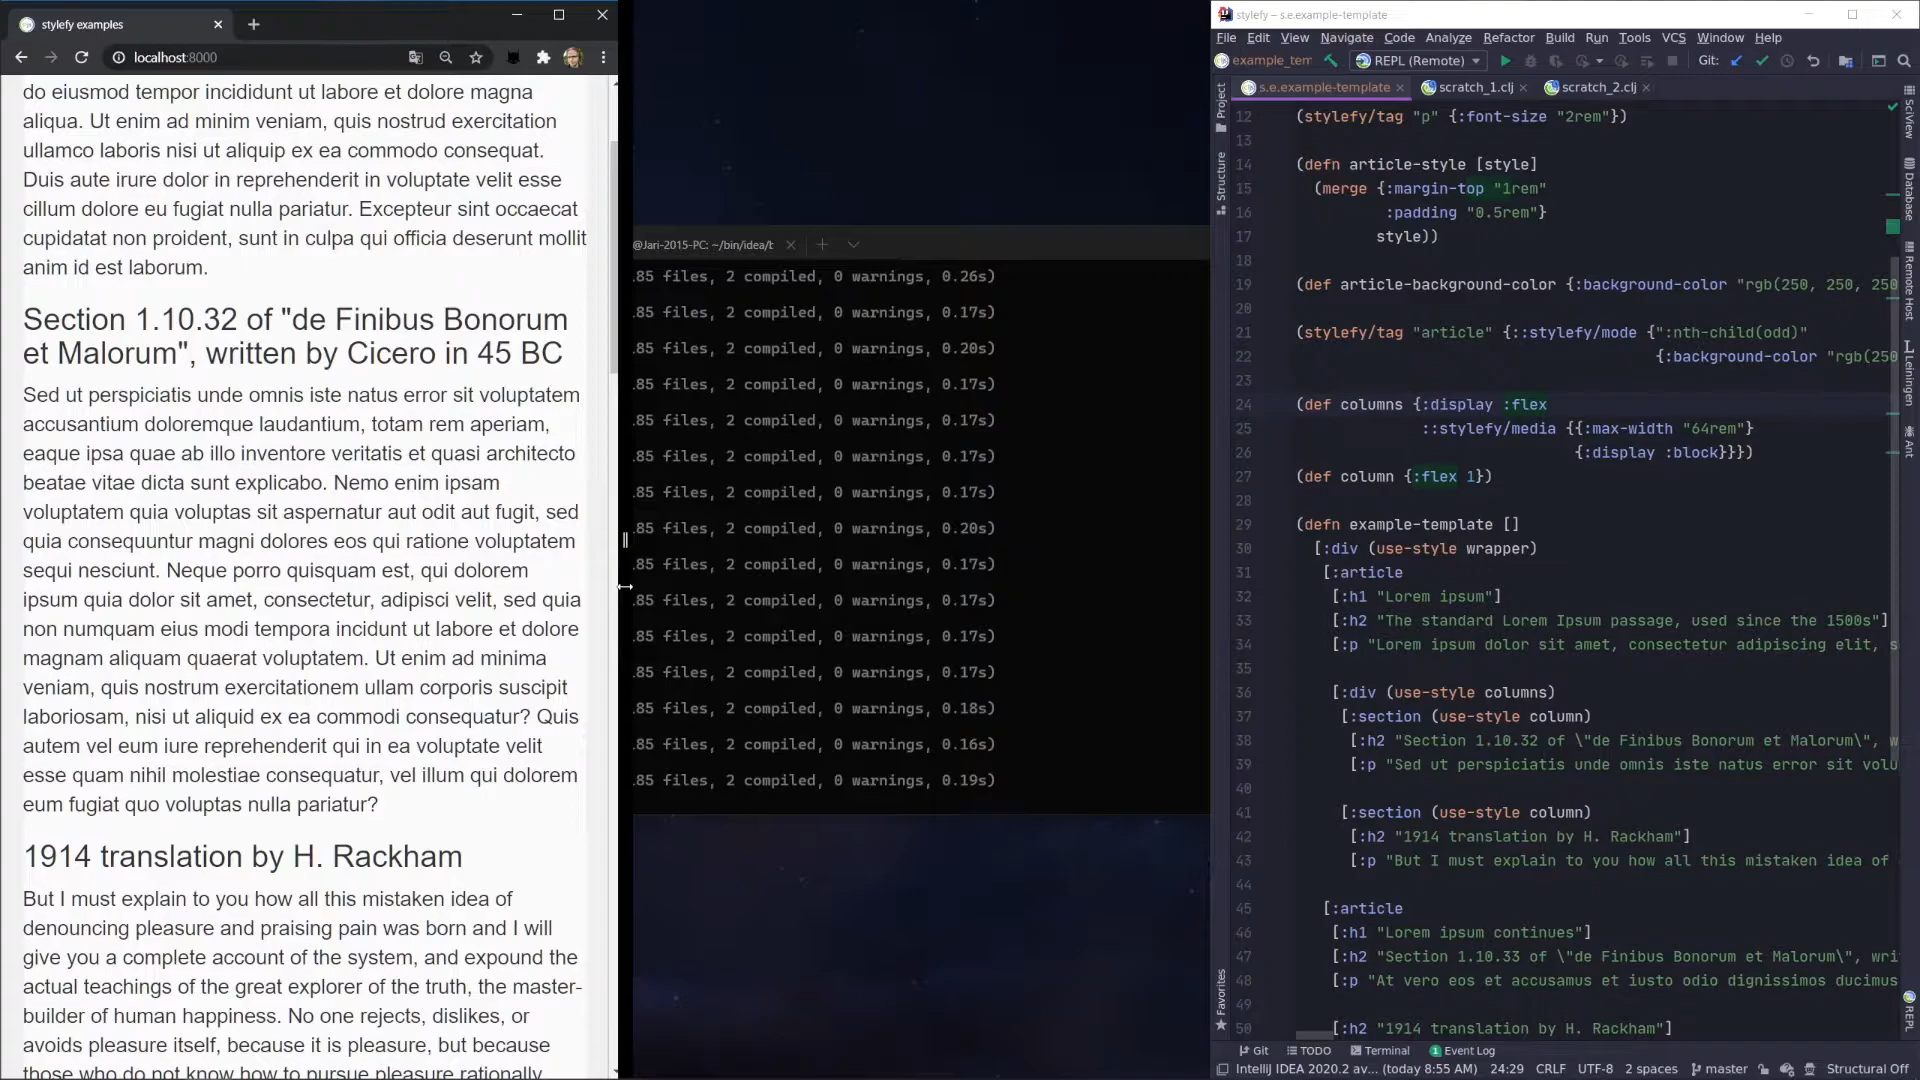 stylefy examples
localhost:8000
do eiusmod tempor incididunt ut labore et dolore magna
aliqua. Ut enim ad minim veniam, quis nostrud exercitation
ullamco laboris nisi ut aliquip ex ea commodo consequat.
Duis aute irure dolor in reprehenderit in voluptate velit esse
cillum dolore eu fugiat nulla pariatur. Excepteur sint occaecat
cupidatat non proident, sunt in culpa qui officia deserunt mollit
anim id est laborum.
Section 1.10.32 of "de Finibus Bonorum
et Malorum", written by Cicero in 45 BC
Sed ut perspiciatis unde omnis iste natus error sit voluptatem
accusantium doloremque laudantium, totam rem aperiam,
eaque ipsa quae ab illo inventore veritatis et quasi architecto
beatae vitae dicta sunt explicabo. Nemo enim ipsam
voluptatem quia voluptas sit aspernatur aut odit aut fugit, sed
quia consequuntur magni dolores eos qui ratione voluptatem
sequi nesciunt. Neque porro quisquam est, qui dolorem
ipsum quia dolor sit amet, consectetur, adipisci velit, sed quia
non numquam eius modi tempora incidunt ut labore et dolore
magnam aliquam quaerat voluptatem. Ut enim ad minima
veniam, quis nostrum exercitationem ullam corporis suscipit
laboriosam, nisi ut aliquid ex ea commodi consequatur? Quis
autem vel eum iure reprehenderit qui in ea voluptate velit
esse quam nihil molestiae consequatur, vel illum qui dolorem
eum fugiat quo voluptas nulla pariatur?
1914 translation by H. Rackham
But I must explain to you how all this mistaken idea of
denouncing pleasure and praising pain was born and I will
give you a complete account of the system, and expound the
actual teachings of the great explorer of the truth, the master-
builder of human happiness. No one rejects, dislikes, or
avoids pleasure itself, because it is pleasure, but because
those who do not know how to pursue pleasure rationally
@Jari-2015-PC: ~/bin/idea/b
.85 files, 2 compiled, 0 warnings, 0.26s)
.85 files, 2 compiled, 0 warnings, 0.17s)
.85 files, 2 compiled, 0 warnings, 0.20s)
.85 files, 2 compiled, 0 warnings, 0.17s)
.85 files, 2 compiled, 0 warnings, 0.17s)
.85 files, 2 compiled, 0 warnings, 0.17s)
.85 files, 2 compiled, 0 warnings, 0.17s)
.85 files, 2 compiled, 0 warnings, 0.20s)
.85 files, 2 compiled, 0 warnings, 0.17s)
.85 files, 2 compiled, 0 warnings, 0.17s)
.85 files, 2 compiled, 0 warnings, 0.17s)
.85 files, 2 compiled, 0 warnings, 0.17s)
.85 files, 2 compiled, 0 warnings, 0.18s)
.85 files, 2 compiled, 0 warnings, 0.16s)
.85 files, 2 compiled, 0 warnings, 0.19s)
stylefy – s.e.example-template
File Edit View Navigate Code Analyze Refactor Build Run Tools VCS Window Help
example_tem REPL (Remote) Git:
s.e.example-template scratch_1.clj scratch_2.clj
Project
Structure
Favorites
12 (stylefy/tag "p" {:font-size "2rem"})
13
14 (defn article-style [style]
15 (merge {:margin-top "1rem"
16 :padding "0.5rem"}
17 style))
18
19 (def article-background-color {:background-color "rgb(250, 250, 250
20
21 (stylefy/tag "article" {::stylefy/mode {":nth-child(odd)"
22 {:background-color "rgb(250
23
24 (def columns {:display :flex
25 ::stylefy/media {{:max-width "64rem"}
26 {:display :block}}})
27 (def column {:flex 1})
28
29 (defn example-template []
30 [:div (use-style wrapper)
31 [:article
32 [:h1 "Lorem ipsum"]
33 [:h2 "The standard Lorem Ipsum passage, used since the 1500s"]
34 [:p "Lorem ipsum dolor sit amet, consectetur adipiscing elit, s
35
36 [:div (use-style columns)
37 [:section (use-style column)
38 [:h2 "Section 1.10.32 of \"de Finibus Bonorum et Malorum\", w
39 [:p "Sed ut perspiciatis unde omnis iste natus error sit volu
40
41 [:section (use-style column)
42 [:h2 "1914 translation by H. Rackham"]
43 [:p "But I must explain to you how all this mistaken idea of
44
45 [:article
46 [:h1 "Lorem ipsum continues"]
47 [:h2 "Section 1.10.33 of \"de Finibus Bonorum et Malorum\", wri
48 [:p "At vero eos et accusamus et iusto odio dignissimos ducimus
49
50 [:h2 "1914 translation by H. Rackham"]
SciView
Database
Remote Host
Leiningen
Ant
REPL
Git TODO Terminal 1 Event Log
IntelliJ IDEA 2020.2 av... (today 8:55 AM) 24:29 CRLF UTF-8 2 spaces master Structural Off